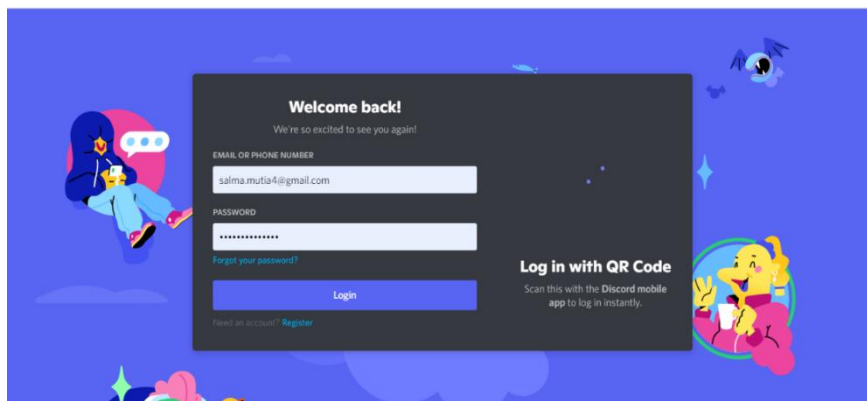 Welcome back!
We're so excited to see you again!
EMAIL OR PHONE NUMBER
salma.mutia4@gmail.com
PASSWORD
••••••••••••••
Forgot your password?
Login
Need an account? Register
Log in with QR Code
Scan this with the Discord mobile
app to log in instantly.